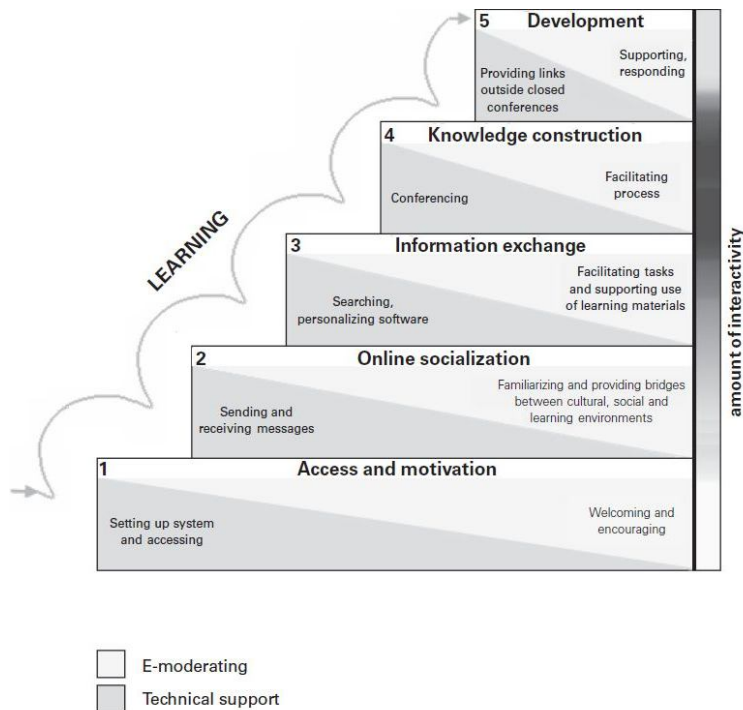 5 Development
Supporting,
responding
Providing links
outside closed
conferences
4 Knowledge construction
Facilitating
process
Conferencing
LEARNING
3 Information exchange
Facilitating tasks
and supporting use
of learning materials
Searching,
personalizing software
2 Online socialization
Familiarizing and providing bridges
between cultural, social and
learning environments
Sending and
receiving messages
1 Access and motivation
Welcoming and
encouraging
Setting up system
and accessing
amount of interactivity
E-moderating
Technical support